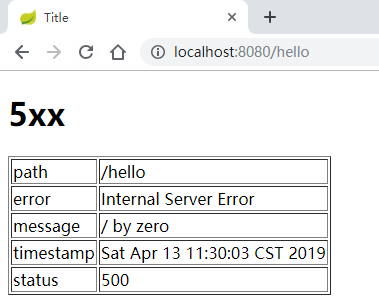 Title
localhost:8080/hello
5xx
path /hello
error Internal Server Error
message / by zero
timestamp Sat Apr 13 11:30:03 CST 2019
status 500